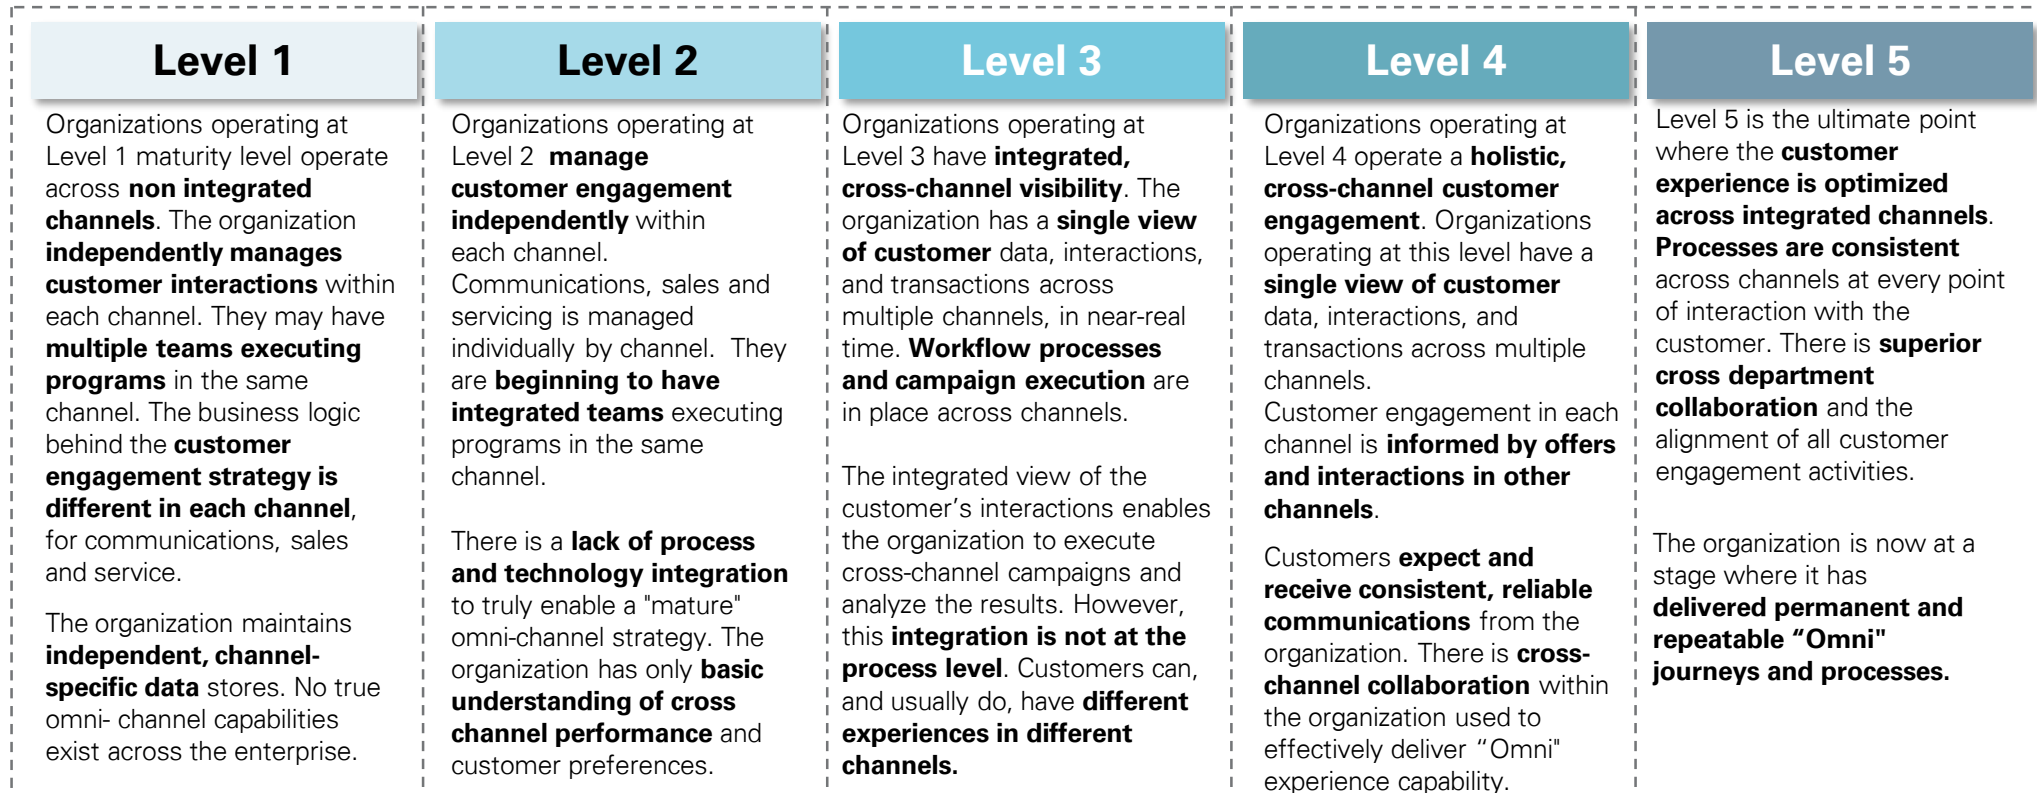 Level 1
Organizations operating at
Level 1 maturity level operate
across non integrated
channels. The organization
independently manages
customer interactions within
each channel. They may have
multiple teams executing
programs in the same
channel. The business logic
behind the customer
engagement strategy is
different in each channel,
for communications, sales
and service.
The organization maintains
independent, channel-
specific data stores. No true
omni- channel capabilities
exist across the enterprise.
Level 2
Organizations operating at
Level 2 manage
customer engagement
independently within
each channel.
Communications, sales and
servicing is managed
individually by channel. They
are beginning to have
integrated teams executing
programs in the same
channel.
There is a lack of process
and technology integration
to truly enable a "mature"
omni-channel strategy. The
organization has only basic
understanding of cross
channel performance and
customer preferences.
Level 3
Organizations operating at
Level 3 have integrated,
cross-channel visibility. The
organization has a single view
of customer data, interactions,
and transactions across
multiple channels, in near-real
time. Workflow processes
and campaign execution are
in place across channels.
The integrated view of the
customer’s interactions enables
the organization to execute
cross-channel campaigns and
analyze the results. However,
this integration is not at the
process level. Customers can,
and usually do, have different
experiences in different
channels.
Level 4
Organizations operating at
Level 4 operate a holistic,
cross-channel customer
engagement. Organizations
operating at this level have a
single view of customer
data, interactions, and
transactions across multiple
channels.
Customer engagement in each
channel is informed by offers
and interactions in other
channels.
Customers expect and
receive consistent, reliable
communications from the
organization. There is cross-
channel collaboration within
the organization used to
effectively deliver “Omni"
experience capability.
Level 5
Level 5 is the ultimate point
where the customer
experience is optimized
across integrated channels.
Processes are consistent
across channels at every point
of interaction with the
customer. There is superior
cross department
collaboration and the
alignment of all customer
engagement activities.
The organization is now at a
stage where it has
delivered permanent and
repeatable “Omni"
journeys and processes.